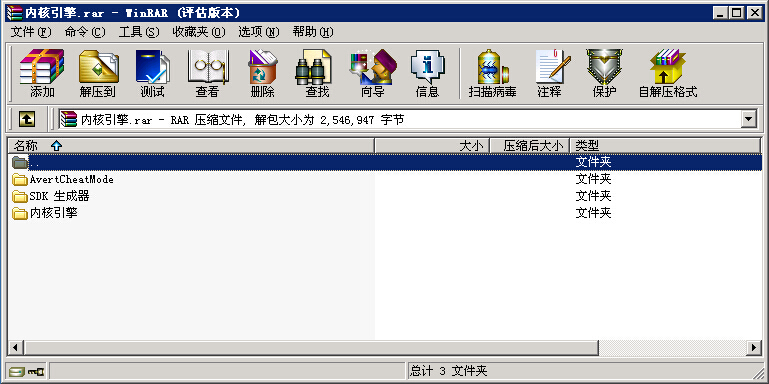 内核引擎.rar - WinRAR (评估版本)
文件(F) 命令(C) 工具(S) 收藏夹(O) 选项(N) 帮助(H)
添加 解压到 测试 查看 删除 查找 向导 信息 扫描病毒 注释 保护 自解压格式
内核引擎.rar - RAR 压缩文件, 解包大小为 2,546,947 字节
名称 大小 压缩后大小 类型
.. 文件夹
AvertCheatMode 文件夹
SDK 生成器 文件夹
内核引擎 文件夹
总计 3 文件夹